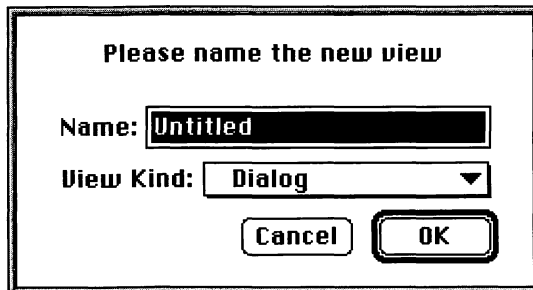 Please name the new view
Name: Untitled
View Kind: Dialog
Cancel OK